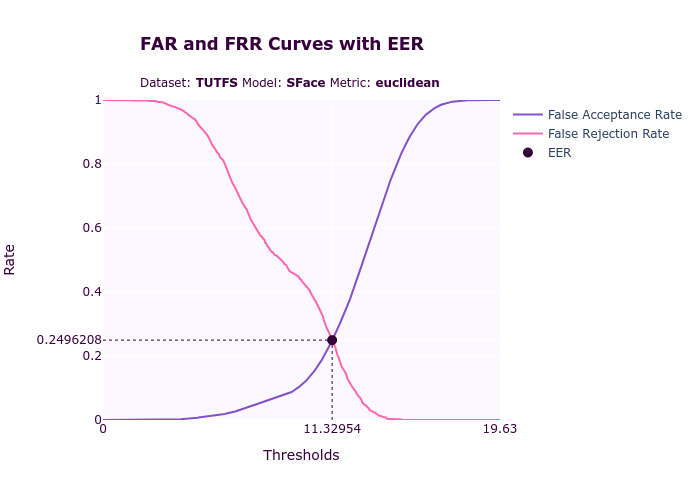 FAR and FRR Curves with EER
Dataset: TUTFS Model: SFace Metric: euclidean
False Acceptance Rate
False Rejection Rate
EER
Rate
1
0.8
0.6
0.4
0.2496208
0.2
0
0
11.32954
19.63
Thresholds